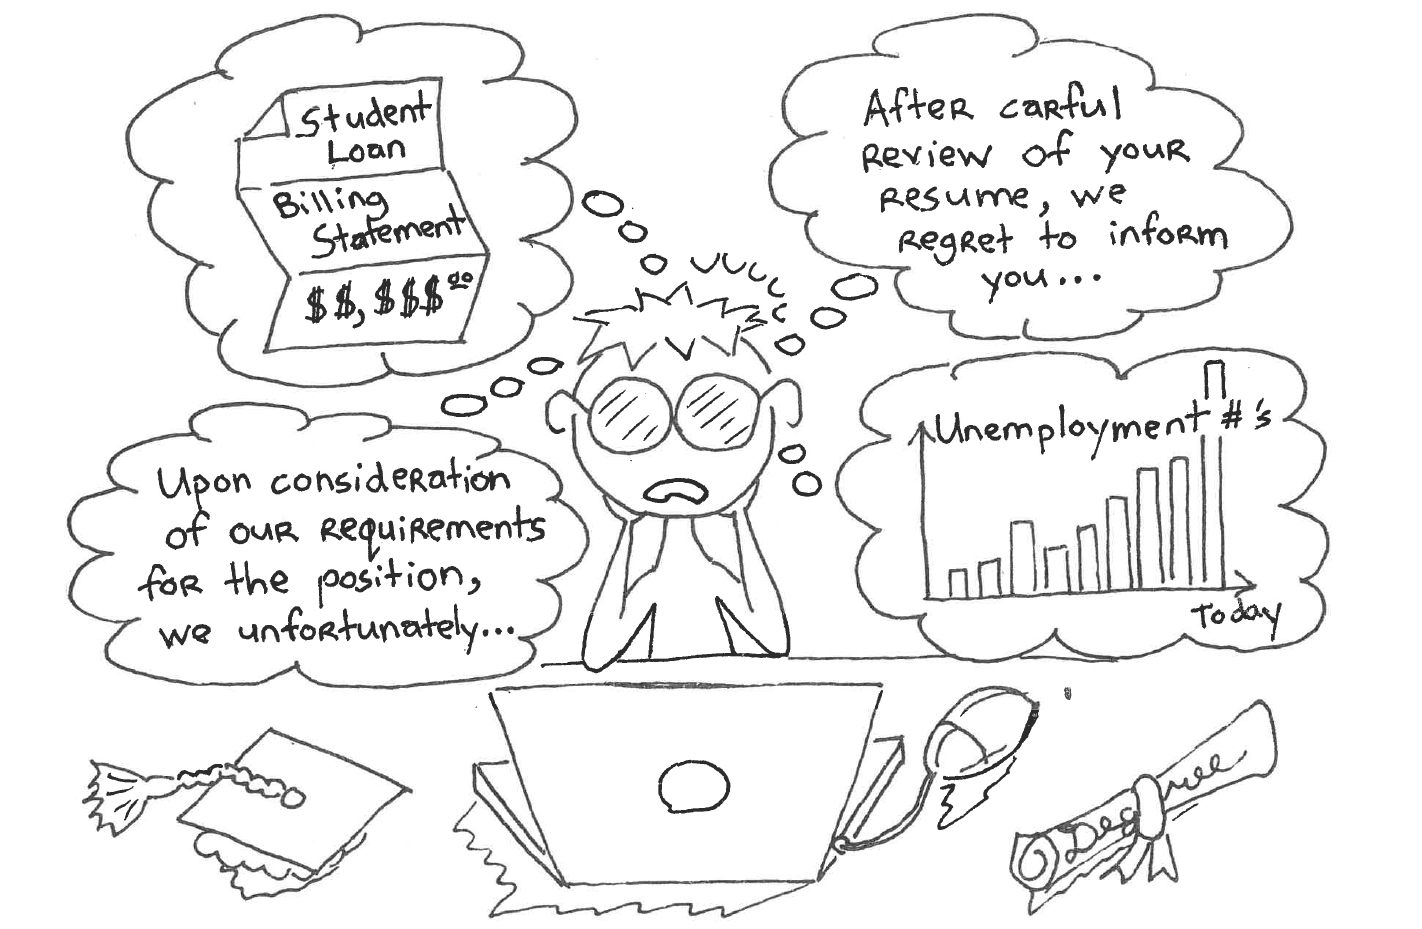 Student
Loan
Billing
Statement
$$,$$$⁰⁰
After carful
review of your
resume, we
regret to inform
you...
Upon consideration
of our requirements
for the position,
we unfortunately...
Unemployment #'s
Today
Degree